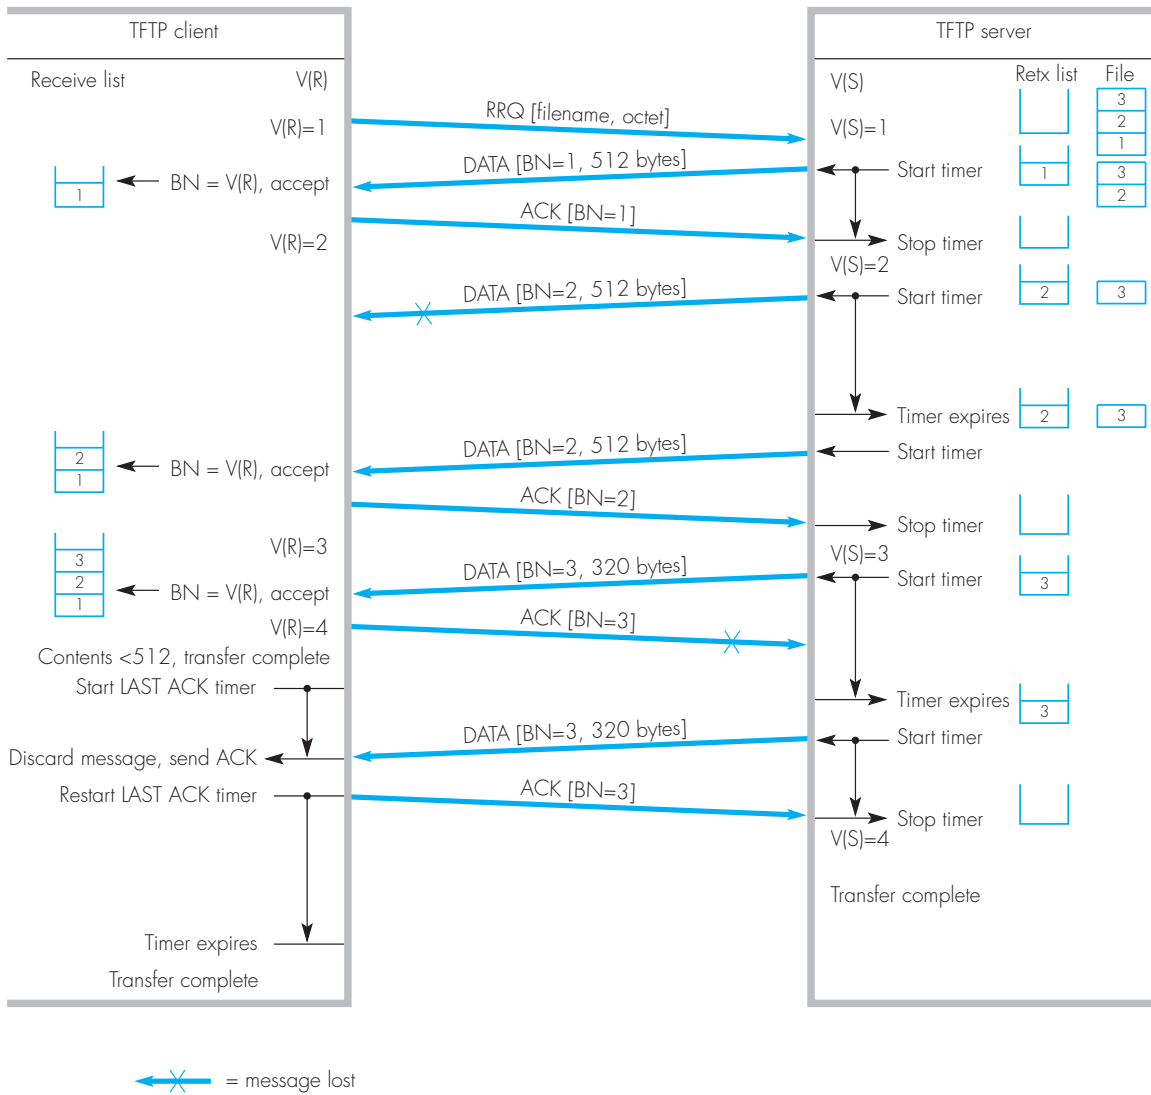 TFTP client
TFTP server
Receive list
V(R)
V(S)
Retx list
File
V(R)=1
RRQ [filename, octet]
V(S)=1
3
2
1
DATA [BN=1, 512 bytes]
BN = V(R), accept
1
Start timer
1
3
2
ACK [BN=1]
V(R)=2
Stop timer
V(S)=2
DATA [BN=2, 512 bytes]
Start timer
2
3
Timer expires
2
3
DATA [BN=2, 512 bytes]
Start timer
2
1
BN = V(R), accept
ACK [BN=2]
Stop timer
V(R)=3
V(S)=3
3
2
1
DATA [BN=3, 320 bytes]
Start timer
3
BN = V(R), accept
ACK [BN=3]
V(R)=4
Contents <512, transfer complete
Start LAST ACK timer
Timer expires
3
DATA [BN=3, 320 bytes]
Start timer
Discard message, send ACK
Restart LAST ACK timer
ACK [BN=3]
Stop timer
V(S)=4
Transfer complete
Timer expires
Transfer complete
= message lost